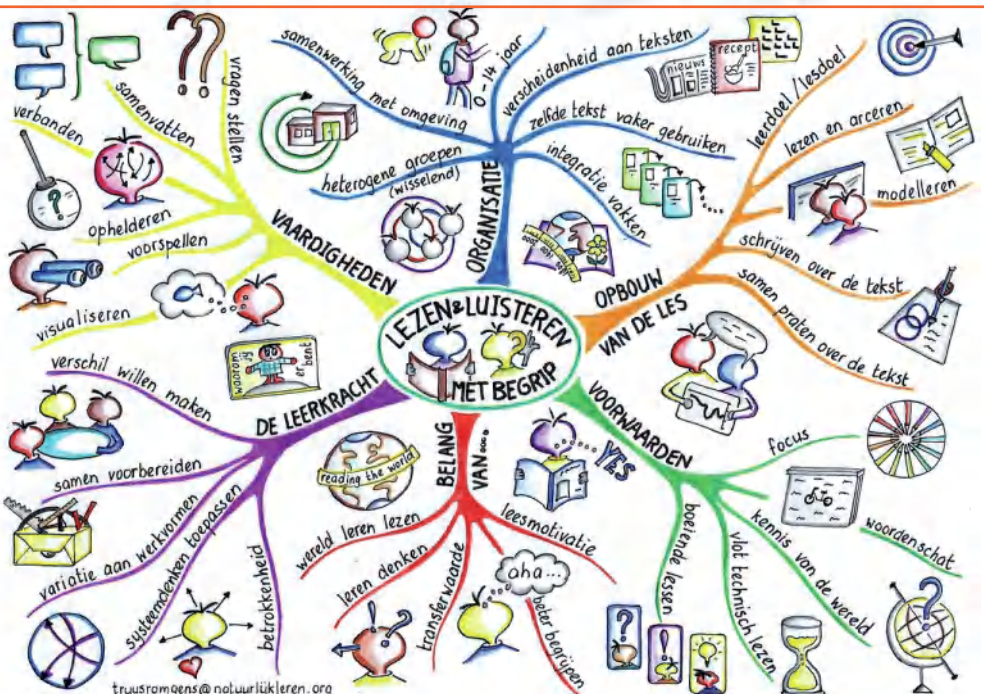 LEZEN & LUISTEREN
MET BEGRIP
ORGANISATIE
samenwerking met omgeving
heterogene groepen
(wisselend)
0-14 jaar
verscheidenheid aan teksten
nieuws
recept
zelfde tekst vaker gebruiken
integratie vakken
OPBOUW
VAN DE LES
leerdoel / lesdoel
lezen en arceren
modelleren
schrijven over de tekst
samen praten over de tekst
VOORWAARDEN
focus
woordenschat
kennis van de wereld
vlot technisch lezen
boeiende lessen
BELANG
VAN....
YES
reading the world
leesmotivatie
aha...
beter begrijpen
transferwaarde
leren denken
wereld leren lezen
DE LEERKRACHT
waarom
jij
er
bent
verschil willen maken
samen voorbereiden
variatie aan werkvormen
systeemdenken toepassen
betrokkenheid
VAARDIGHEDEN
vragen stellen
samenvatten
verbanden
ophelderen
voorspellen
visualiseren
truusromgens@natuurlijkleren.org